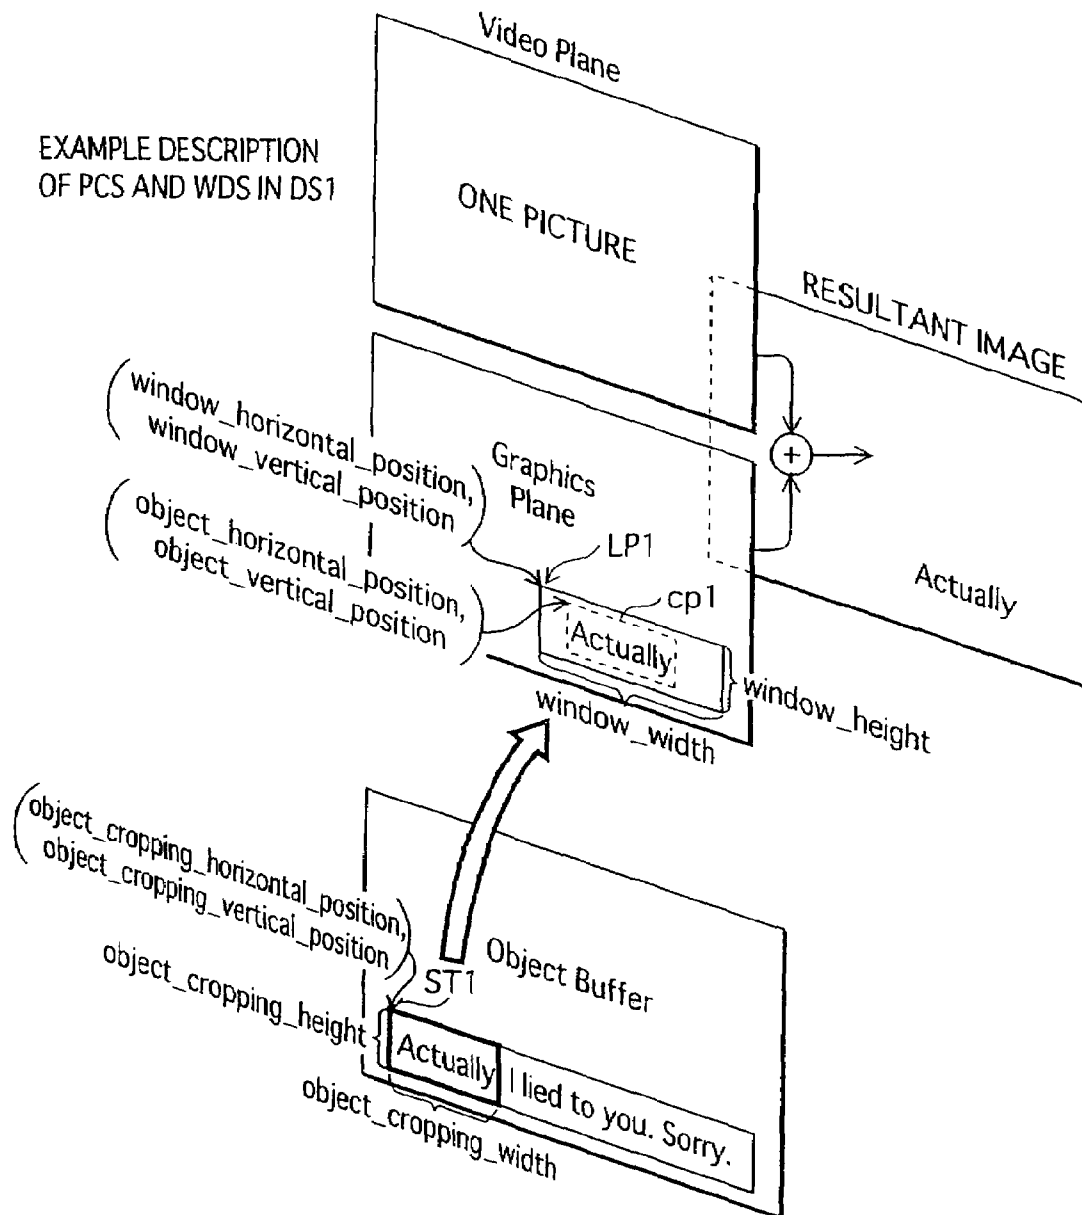 Video Plane
EXAMPLE DESCRIPTION
OF PCS AND WDS IN DS1
ONE PICTURE
RESULTANT IMAGE
(window_horizontal_position,
window_vertical_position)
Graphics
Plane
(object_horizontal_position,
object_vertical_position)
LP1
cp1
Actually
Actually
window_height
window_width
(object_cropping_horizontal_position,
object_cropping_vertical_position)
Object Buffer
ST1
object_cropping_height
Actually I lied to you. Sorry.
object_cropping_width